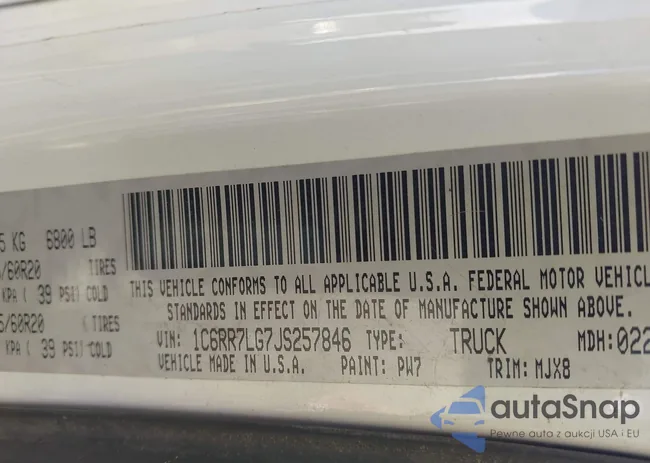 5 KG 6800 LB
/60R20 TIRES
KPA ( 39 PSI) COLD
5/60R20 TIRES
KPA ( 39 PSI) COLD
THIS VEHICLE CONFORMS TO ALL APPLICABLE U.S.A. FEDERAL MOTOR VEHICL
STANDARDS IN EFFECT ON THE DATE OF MANUFACTURE SHOWN ABOVE.
VIN: 1C6RR7LG7JS257846 TYPE: TRUCK MDH: 022
VEHICLE MADE IN U.S.A. PAINT: PW7 TRIM: MJX8
autaSnap
Pewne auta z aukcji USA i EU